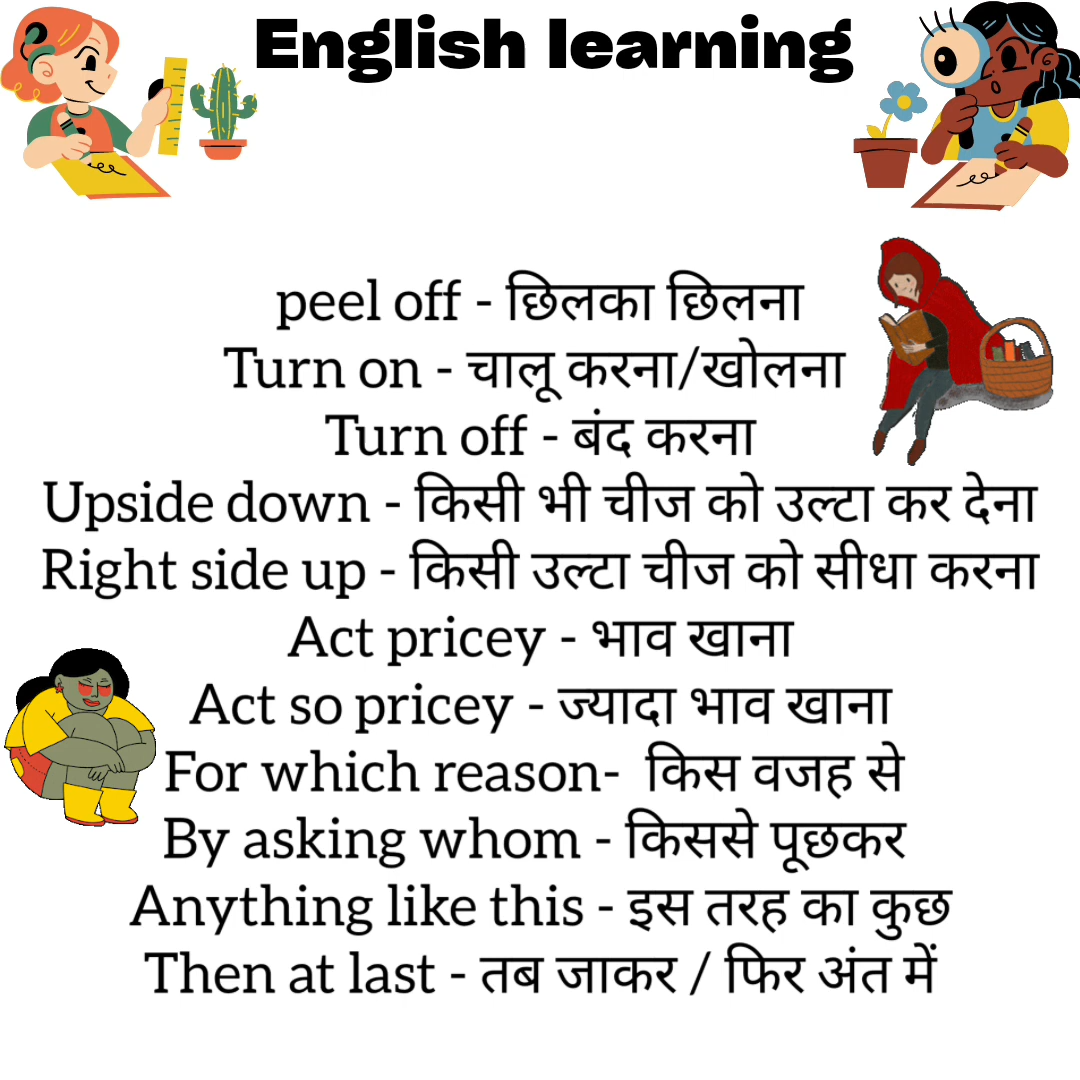 English learning
peel off - छिलका छिलना
Turn on - चालू करना/खोलना
Turn off - बंद करना
Upside down - किसी भी चीज को उल्टा कर देना
Right side up - किसी उल्टा चीज को सीधा करना
Act pricey - भाव खाना
Act so pricey - ज्यादा भाव खाना
For which reason-  किस वजह से
By asking whom - किससे पूछकर
Anything like this - इस तरह का कुछ
Then at last - तब जाकर / फिर अंत में